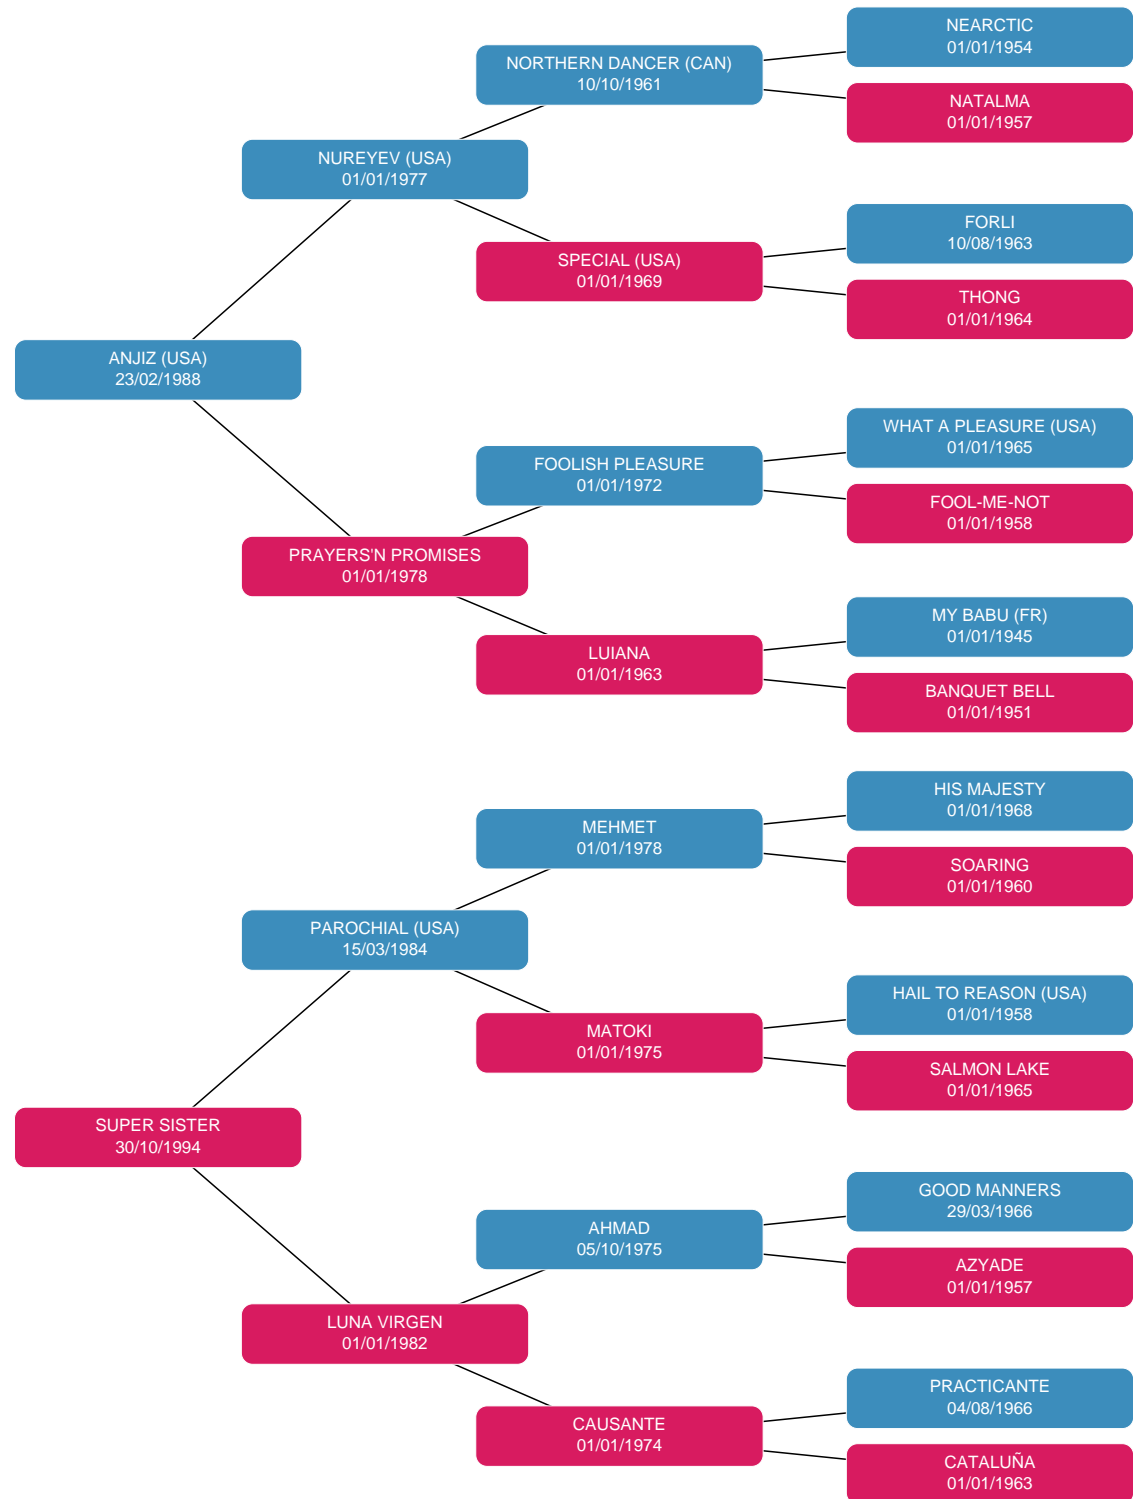 NEARCTIC
01/01/1954
NORTHERN DANCER (CAN)
10/10/1961
NATALMA
01/01/1957
NUREYEV (USA)
01/01/1977
FORLI
10/08/1963
SPECIAL (USA)
01/01/1969
THONG
01/01/1964
ANJIZ (USA)
23/02/1988
WHAT A PLEASURE (USA)
01/01/1965
FOOLISH PLEASURE
01/01/1972
FOOL-ME-NOT
01/01/1958
PRAYERS'N PROMISES
01/01/1978
MY BABU (FR)
01/01/1945
LUIANA
01/01/1963
BANQUET BELL
01/01/1951
HIS MAJESTY
01/01/1968
MEHMET
01/01/1978
SOARING
01/01/1960
PAROCHIAL (USA)
15/03/1984
HAIL TO REASON (USA)
01/01/1958
MATOKI
01/01/1975
SALMON LAKE
01/01/1965
SUPER SISTER
30/10/1994
GOOD MANNERS
29/03/1966
AHMAD
05/10/1975
AZYADE
01/01/1957
LUNA VIRGEN
01/01/1982
PRACTICANTE
04/08/1966
CAUSANTE
01/01/1974
CATALUÑA
01/01/1963